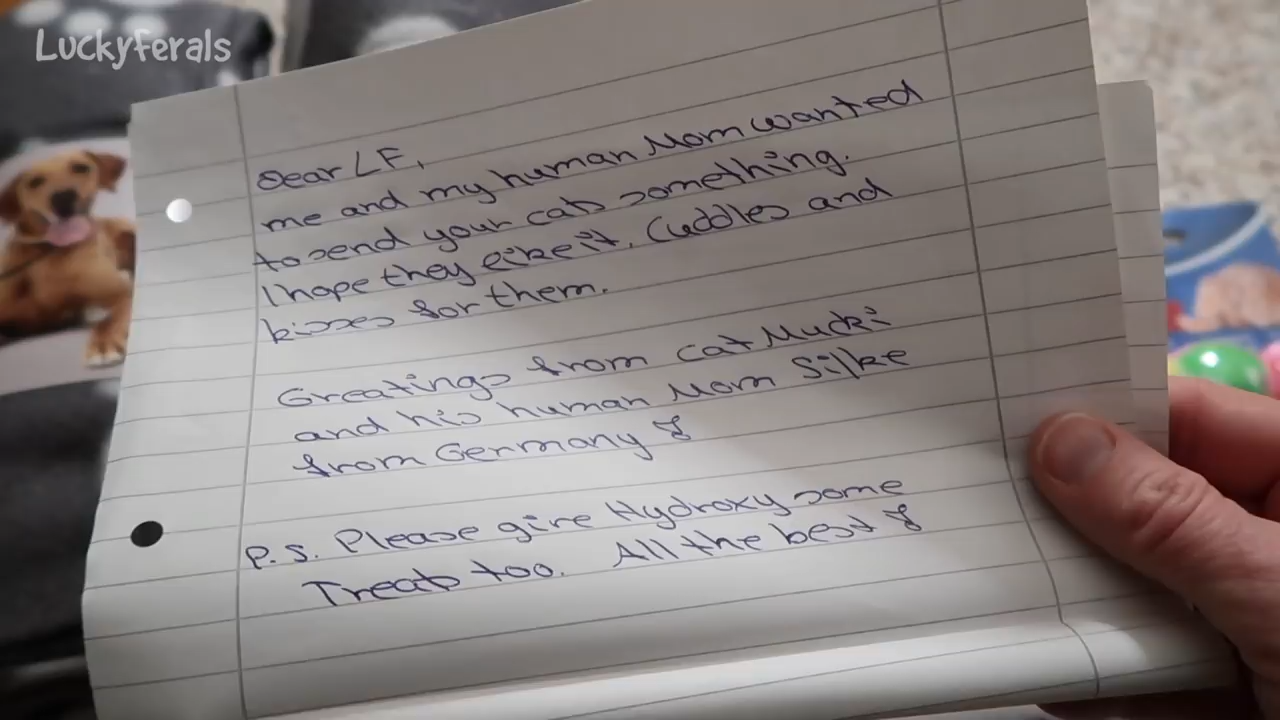 Luckyferals
Dear LF,
me and my human Mom wanted
to send your cats something.
I hope they like it. Cuddles and
kisses for them.
Greetings from cat Mucki
and his human Mom Silke
from Germany
P.S. Please give Hydroxy some
Treats too. All the best